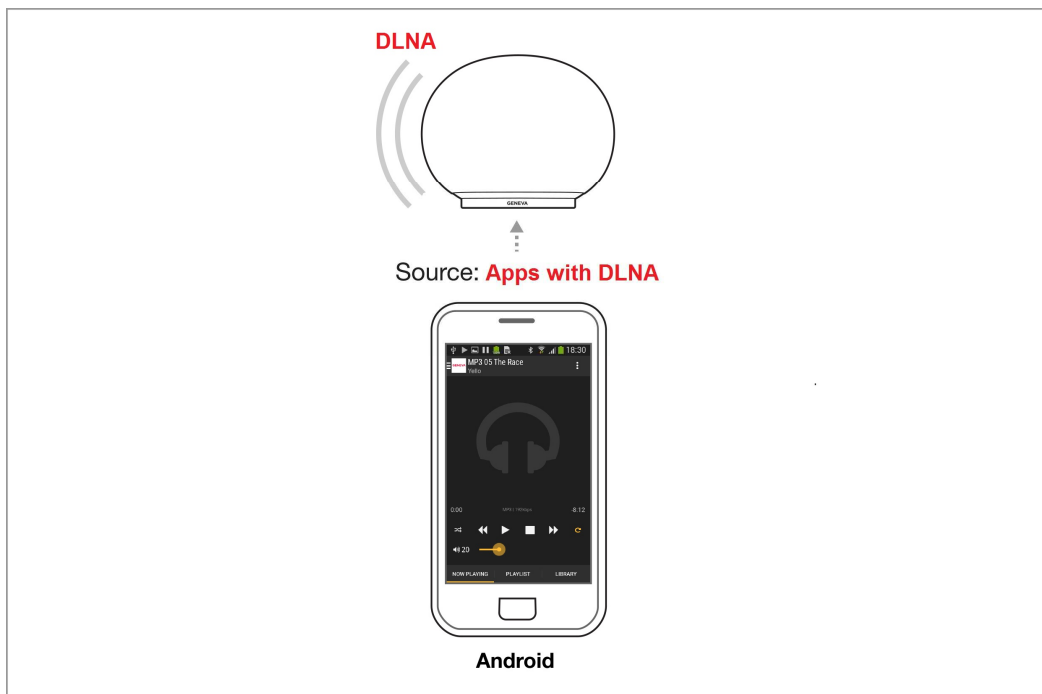 DLNA
GENEVA
Source: Apps with DLNA
18:30
MP3 05 The Race
Yello
0:00
-8:12
20
NOW PLAYING PLAYLIST LIBRARY
Android